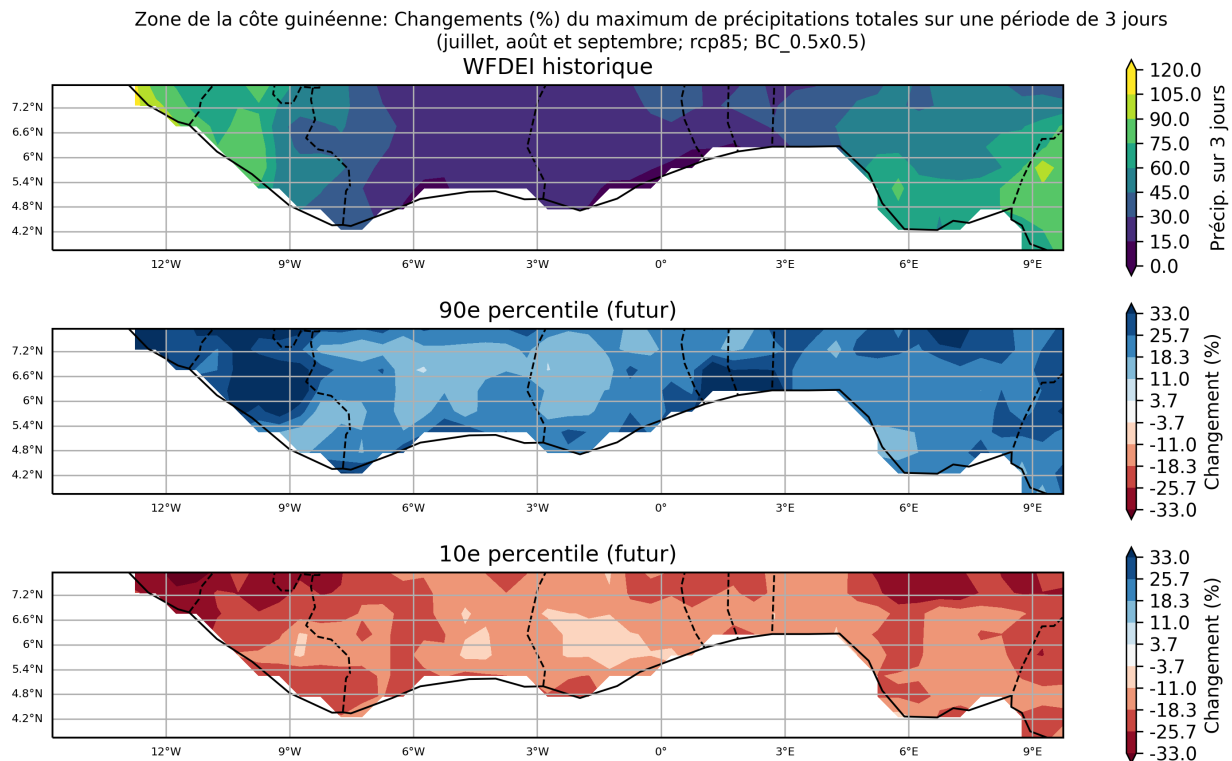 Zone de la côte guinéenne: Changements (%) du maximum de précipitations totales sur une période de 3 jours
(juillet, août et septembre; rcp85; BC_0.5x0.5)
WFDEI historique
7.2°N
6.6°N
6°N
5.4°N
4.8°N
4.2°N
12°W 9°W 6°W 3°W 0° 3°E 6°E 9°E
120.0
105.0
90.0
75.0
60.0
45.0
30.0
15.0
0.0
Précip. sur 3 jours
90e percentile (futur)
7.2°N
6.6°N
6°N
5.4°N
4.8°N
4.2°N
12°W 9°W 6°W 3°W 0° 3°E 6°E 9°E
33.0
25.7
18.3
11.0
3.7
-3.7
-11.0
-18.3
-25.7
-33.0
Changement (%)
10e percentile (futur)
7.2°N
6.6°N
6°N
5.4°N
4.8°N
4.2°N
12°W 9°W 6°W 3°W 0° 3°E 6°E 9°E
33.0
25.7
18.3
11.0
3.7
-3.7
-11.0
-18.3
-25.7
-33.0
Changement (%)